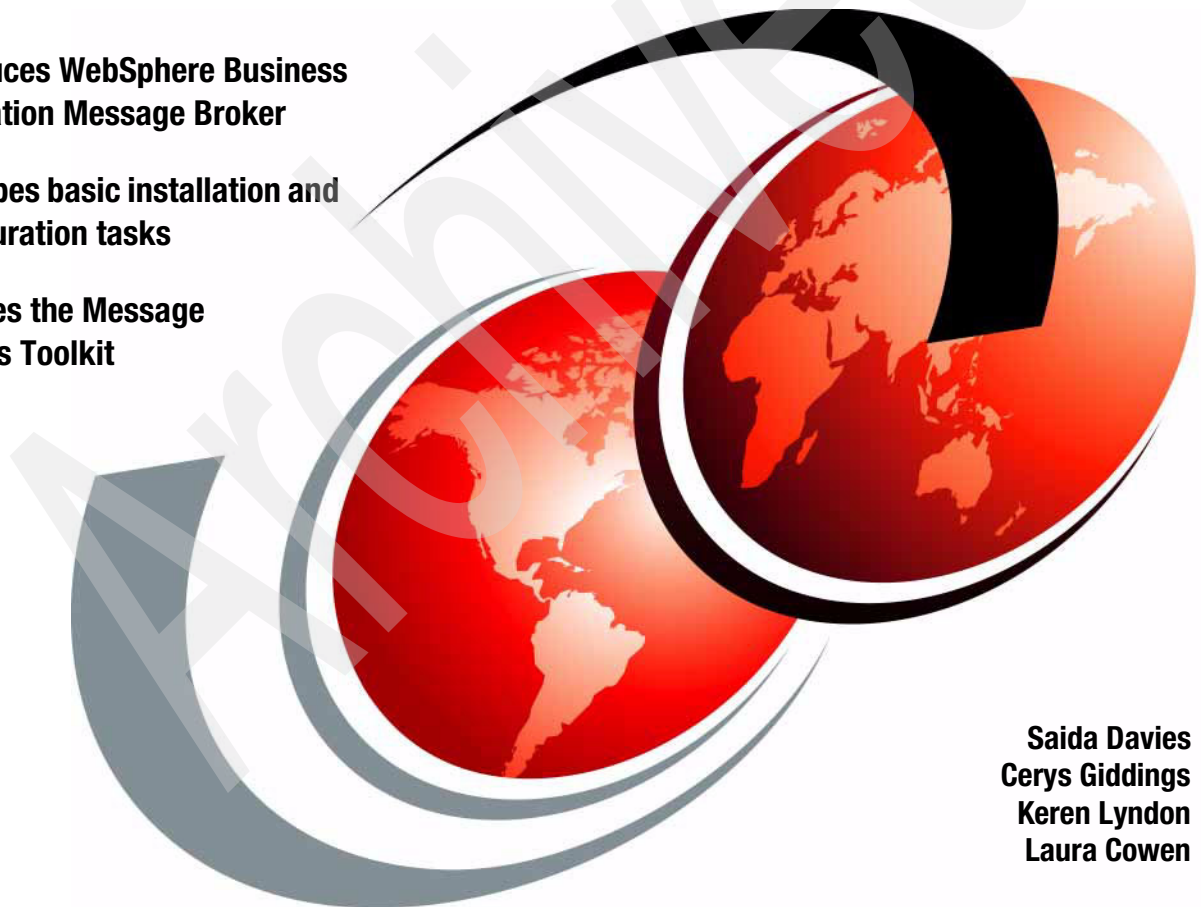 uces WebSphere Business
ation Message Broker
bes basic installation and
uration tasks
es the Message
s Toolkit
Saida Davies
Cerys Giddings
Keren Lyndon
Laura Cowen
Archive